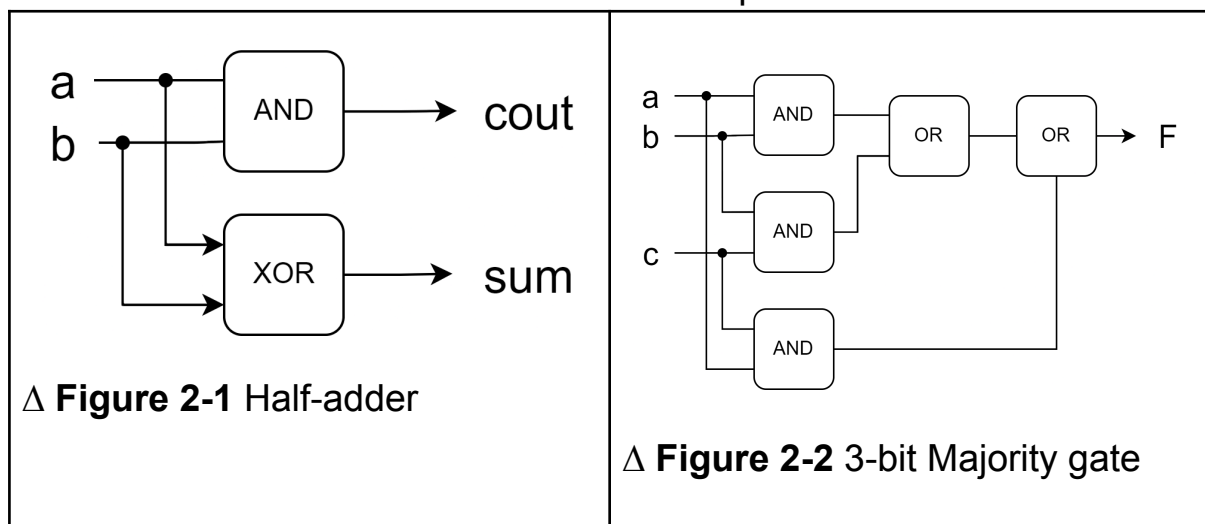 a
b
AND
cout
XOR
sum
Δ Figure 2-1 Half-adder
a
b
c
AND
AND
AND
OR
OR
F
Δ Figure 2-2 3-bit Majority gate